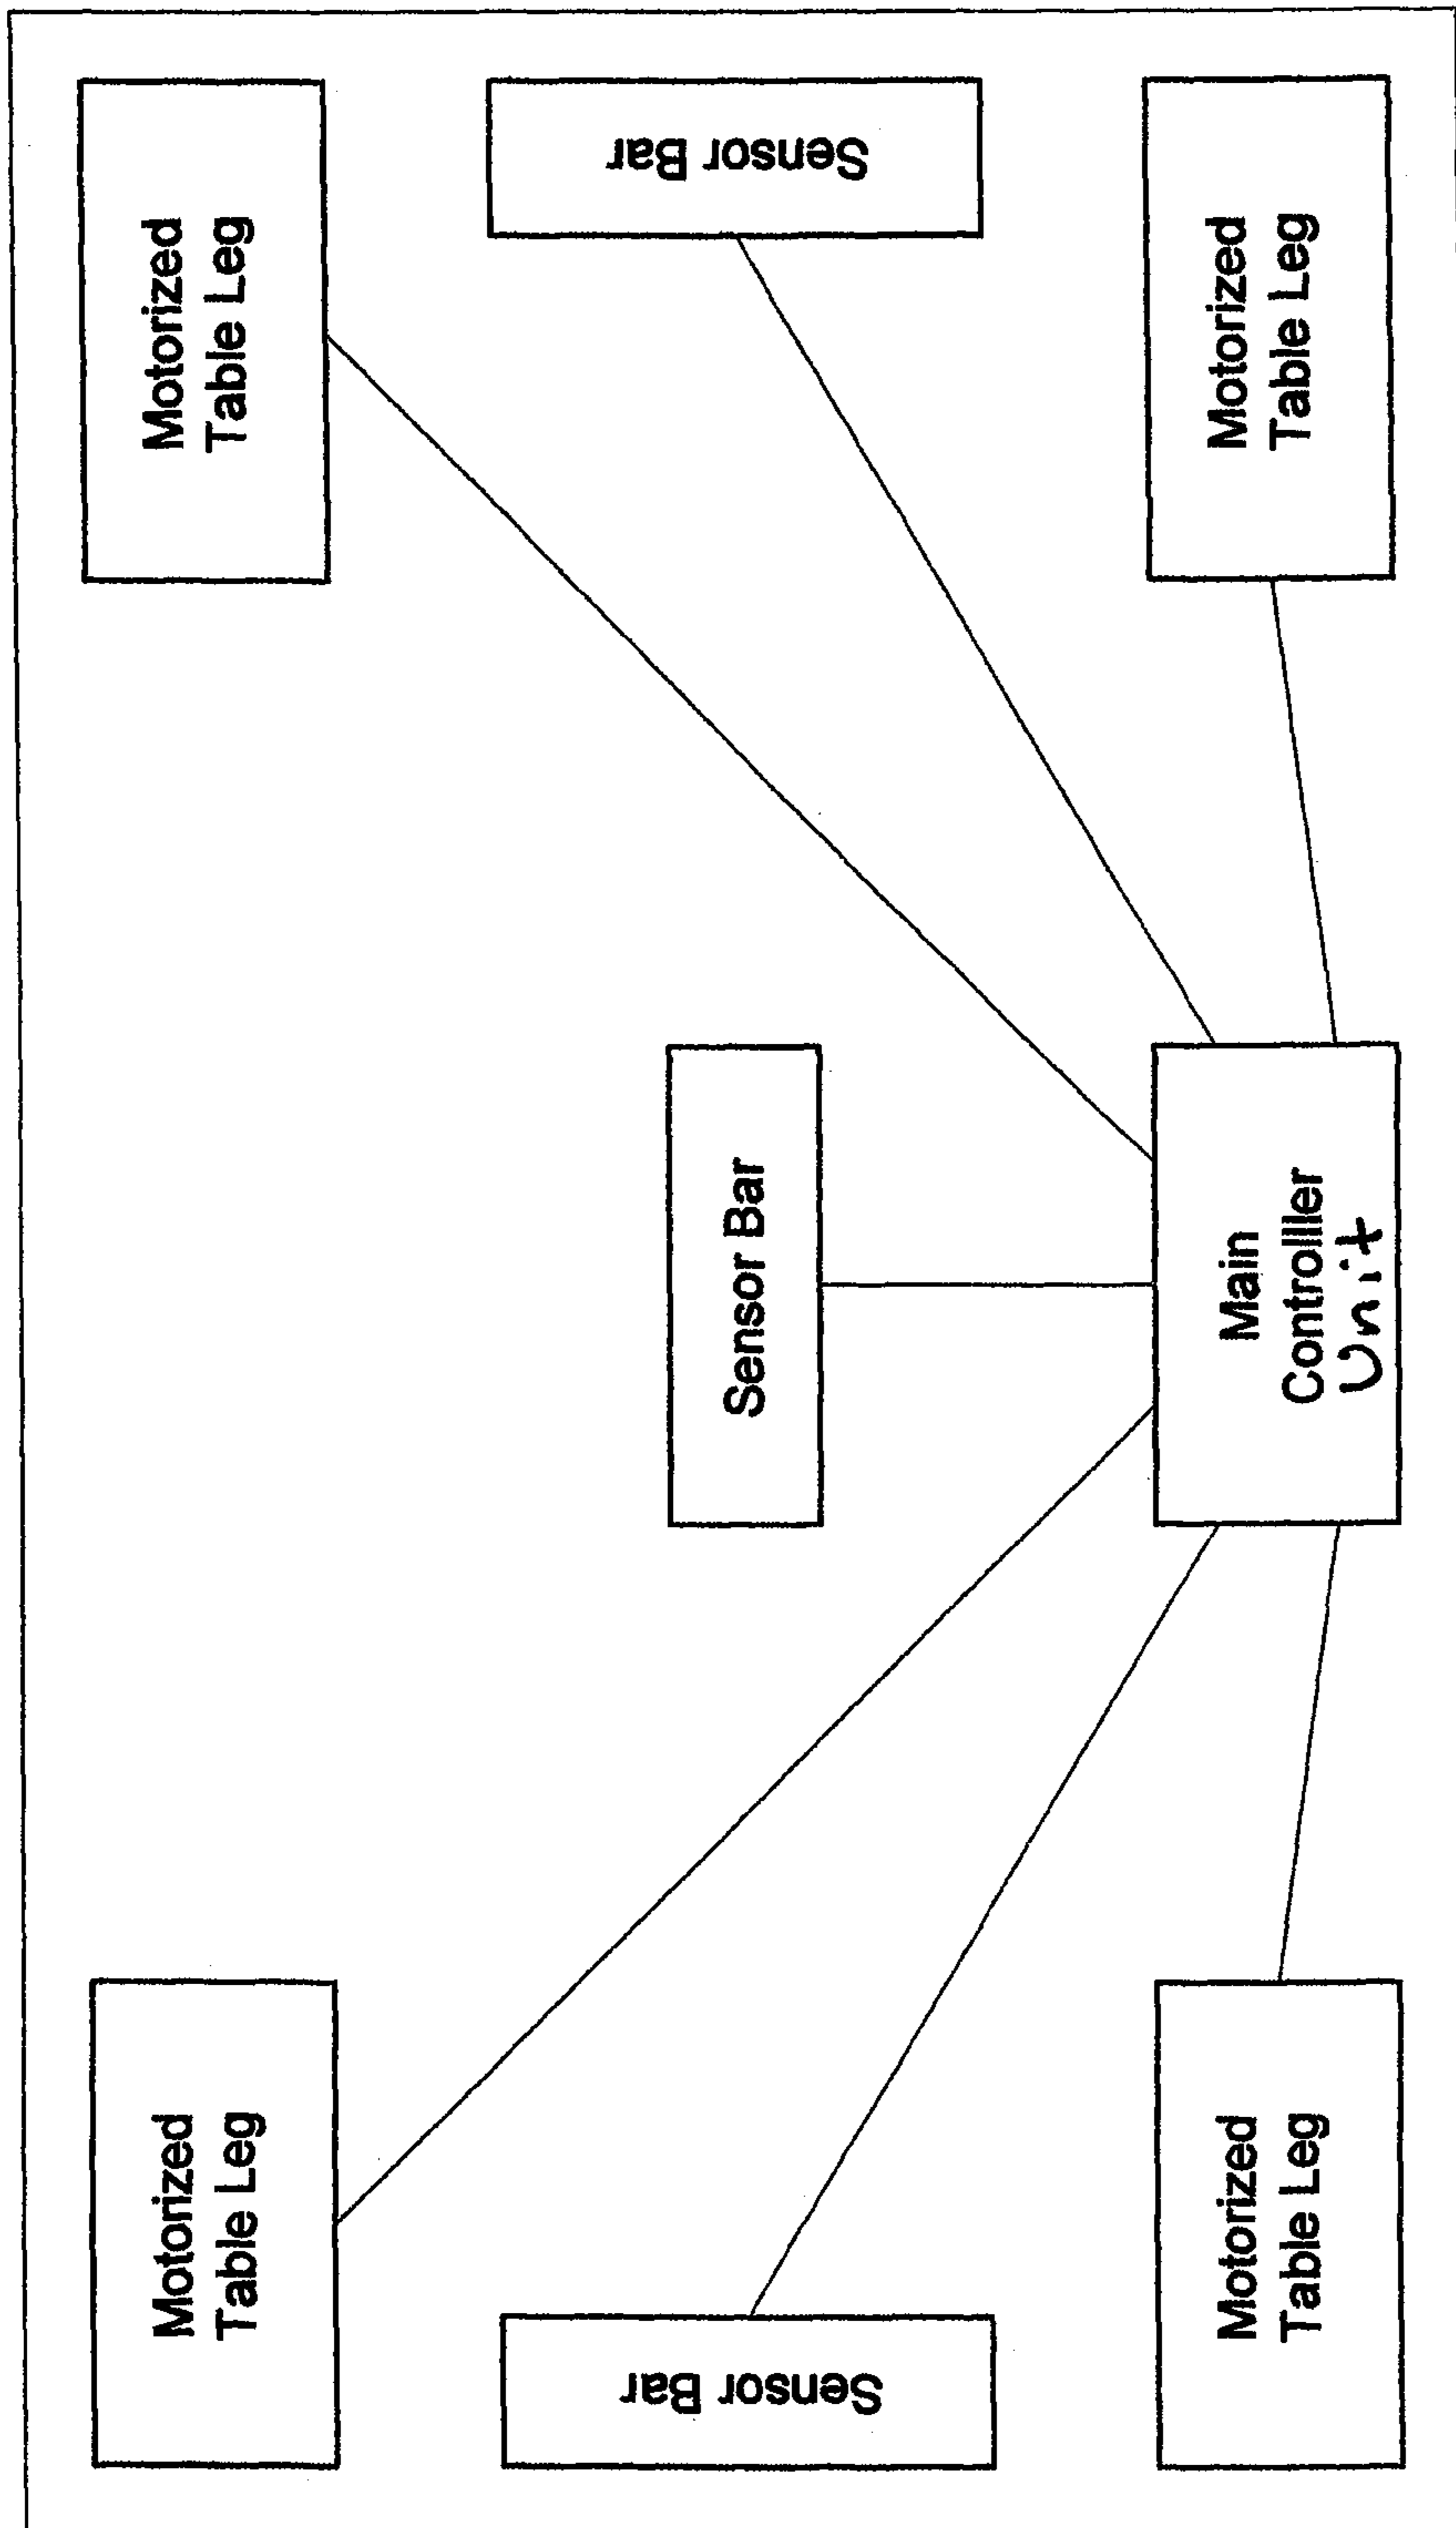 Motorized
Table Leg
Motorized
Table Leg
Sensor Bar
Sensor Bar
Sensor Bar
Motorized
Table Leg
Main
Controlller
Unit
Motorized
Table Leg